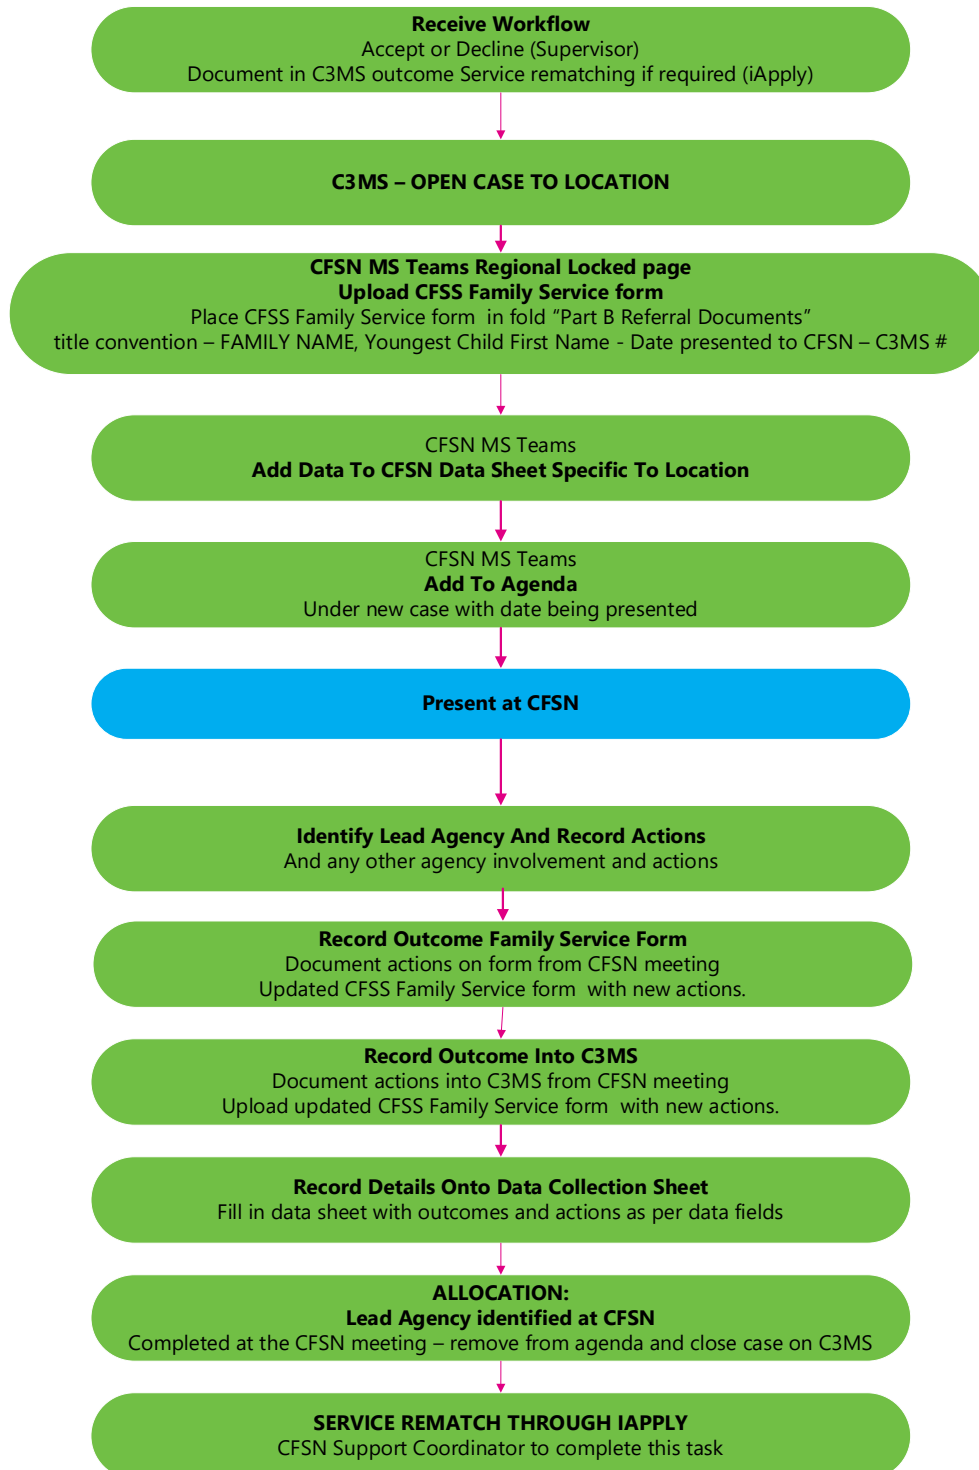 Receive Workflow
Accept or Decline (Supervisor)
Document in C3MS outcome Service rematching if required (iApply)
C3MS – OPEN CASE TO LOCATION
CFSN MS Teams Regional Locked page
Upload CFSS Family Service form
Place CFSS Family Service form in fold “Part B Referral Documents”
title convention – FAMILY NAME, Youngest Child First Name - Date presented to CFSN – C3MS #
CFSN MS Teams
Add Data To CFSN Data Sheet Specific To Location
CFSN MS Teams
Add To Agenda
Under new case with date being presented
Present at CFSN
Identify Lead Agency And Record Actions
And any other agency involvement and actions
Record Outcome Family Service Form
Document actions on form from CFSN meeting
Updated CFSS Family Service form with new actions.
Record Outcome Into C3MS
Document actions into C3MS from CFSN meeting
Upload updated CFSS Family Service form with new actions.
Record Details Onto Data Collection Sheet
Fill in data sheet with outcomes and actions as per data fields
ALLOCATION:
Lead Agency identified at CFSN
Completed at the CFSN meeting – remove from agenda and close case on C3MS
SERVICE REMATCH THROUGH IAPPLY
CFSN Support Coordinator to complete this task